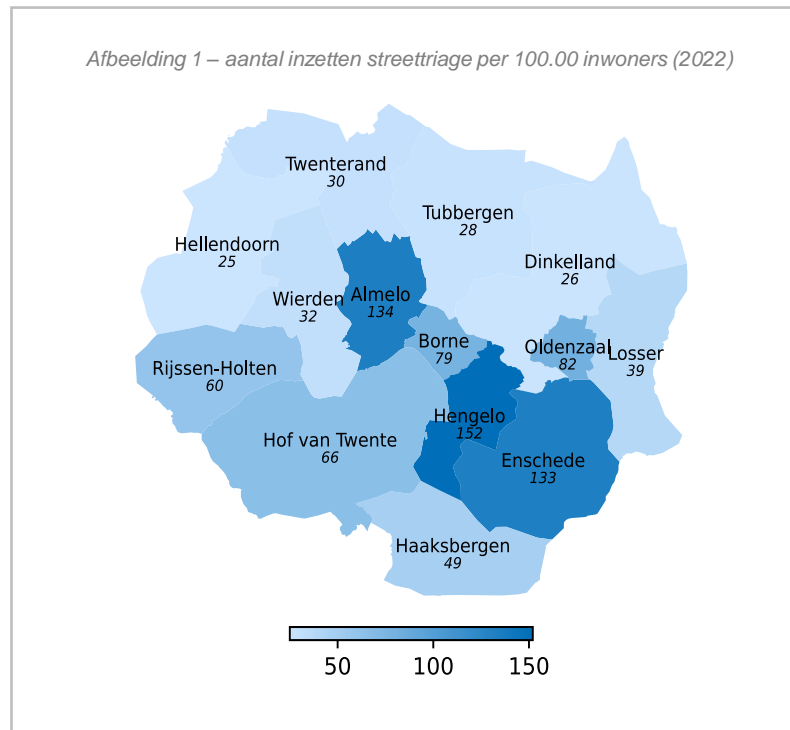 Afbeelding 1 – aantal inzetten streettriage per 100.00 inwoners (2022)
Twenterand
30
Tubbergen
28
Hellendoorn
25
Dinkelland
26
Wierden
32
Almelo
134
Borne
79
Oldenzaal
82
Losser
39
Rijssen-Holten
60
Hengelo
152
Hof van Twente
66
Enschede
133
Haaksbergen
49
50 100 150